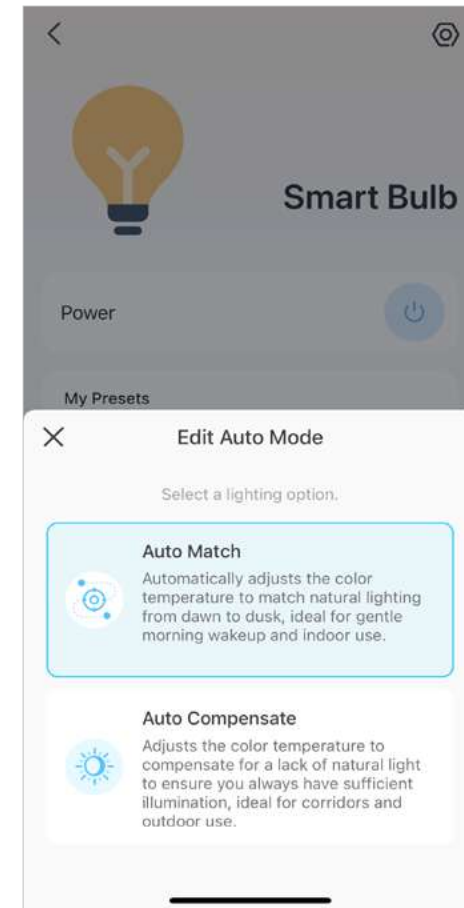 Smart Bulb
Power
My Presets
Edit Auto Mode
Select a lighting option.
Auto Match
Automatically adjusts the color
temperature to match natural lighting
from dawn to dusk, ideal for gentle
morning wakeup and indoor use.
Auto Compensate
Adjusts the color temperature to
compensate for a lack of natural light
to ensure you always have sufficient
illumination, ideal for corridors and
outdoor use.